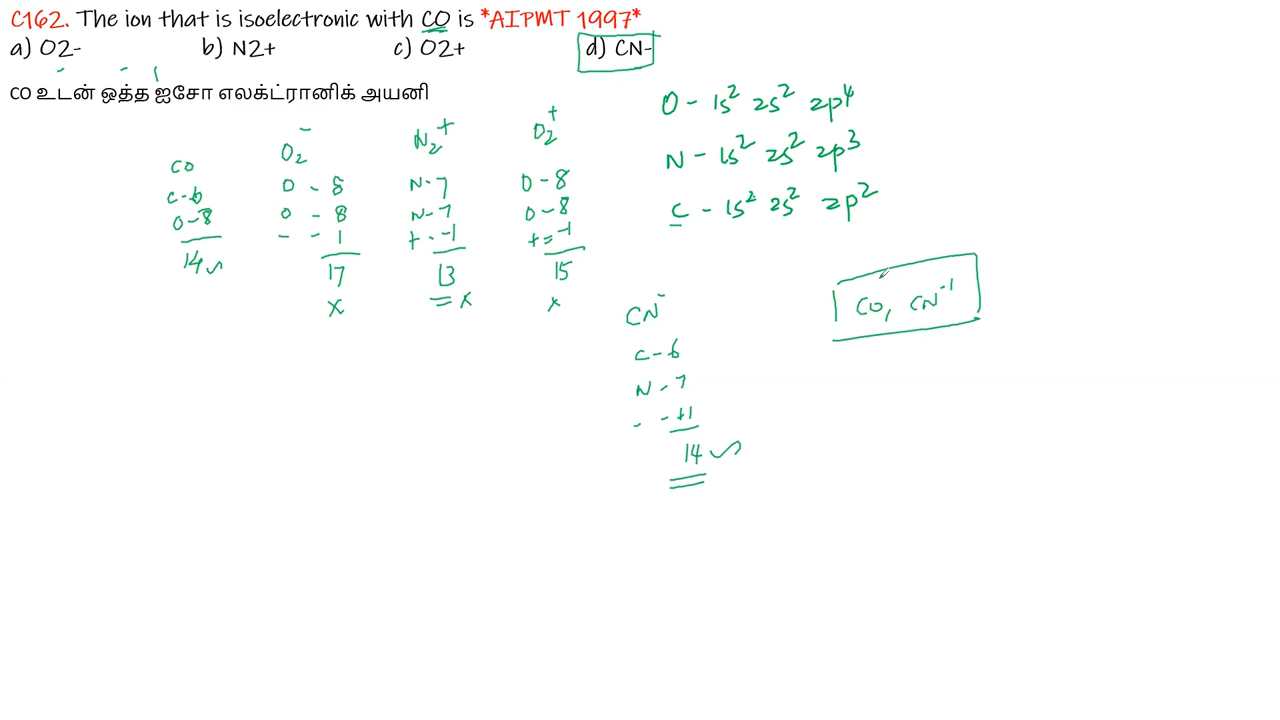 C162. The ion that is isoelectronic with CO is *AIPMT 1997*
a) O2- b) N2+ c) O2+ d) CN-
co உடன் ஒத்த ஐசோ எலக்ட்ரானிக் அயனி
O - 1s² 2s² 2p⁴
N - 1s² 2s² 2p³
C - 1s² 2s² 2p²
CO
C-6
O-8
14
O₂⁻
O - 8
O - 8
- - 1
17
x
N₂⁺
N-7
N-7
+ - -1
13
x
O₂⁺
O-8
O-8
+ = -1
15
x
CN⁻
C-6
N-7
- - +1
14
CO, CN⁻¹